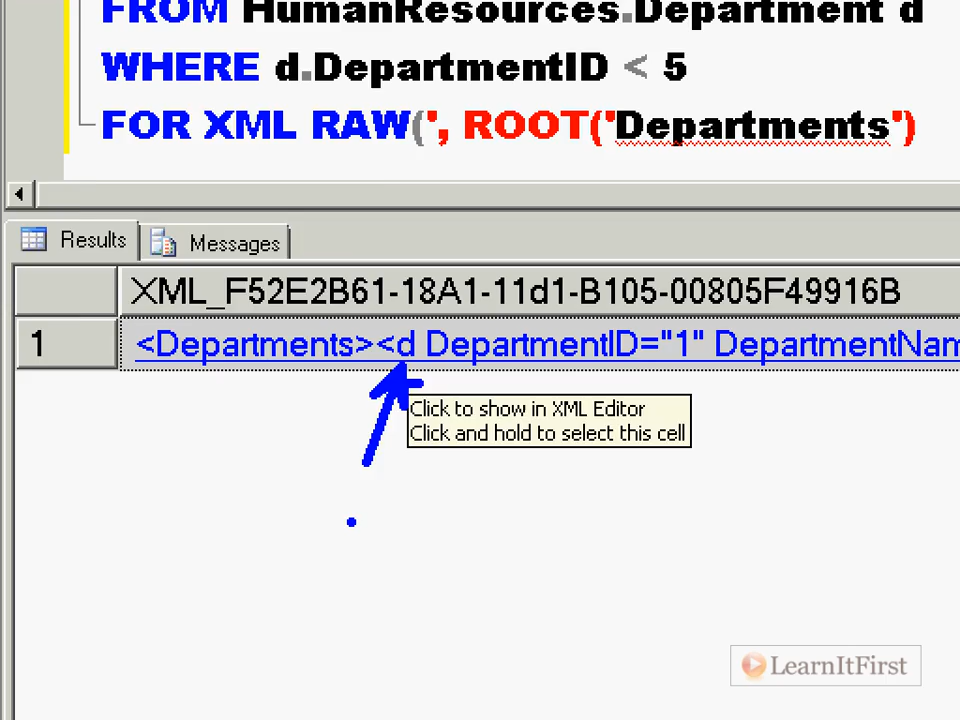 FROM HumanResources.Department d
WHERE d.DepartmentID < 5
FOR XML RAW(', ROOT('Departments')
Results
Messages
XML_F52E2B61-18A1-11d1-B105-00805F49916B
1
<Departments><d DepartmentID="1" DepartmentNam
Click to show in XML Editor
Click and hold to select this cell
LearnItFirst